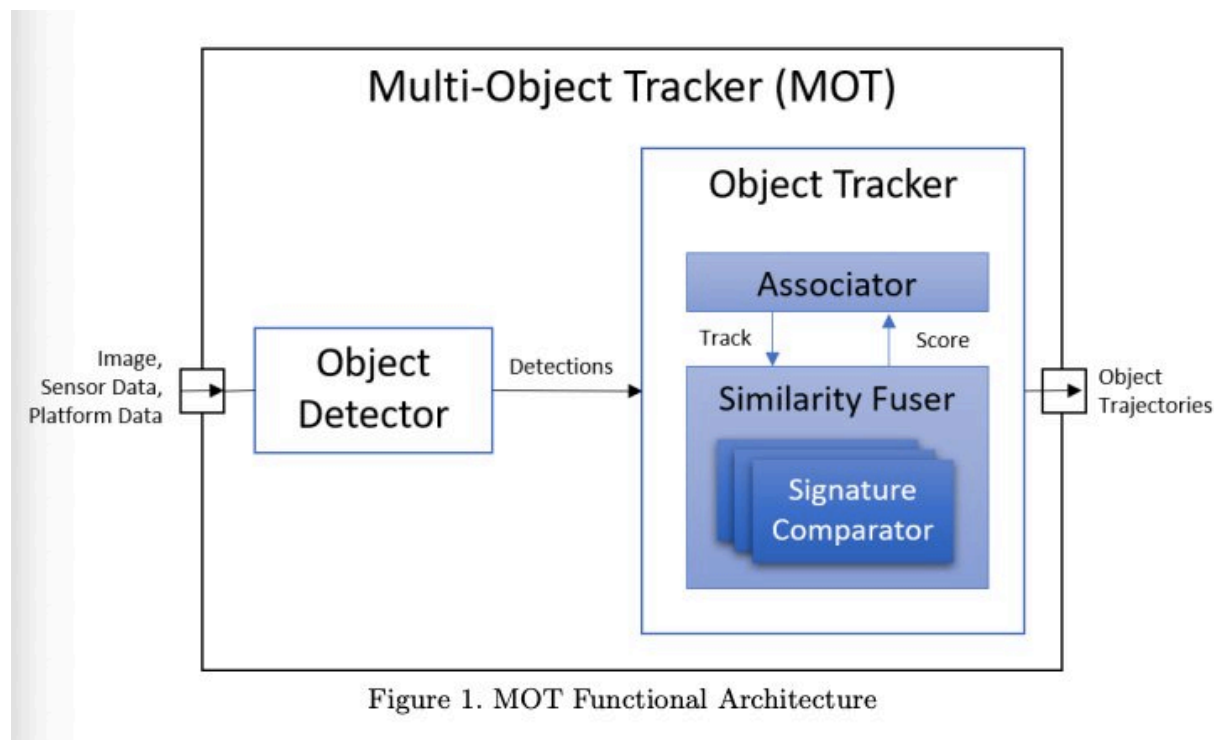 Multi-Object Tracker (MOT)
Object Tracker
Associator
Track
Score
Image,
Sensor Data,
Platform Data
Object
Detector
Detections
Similarity Fuser
Signature
Comparator
Object
Trajectories
Figure 1. MOT Functional Architecture